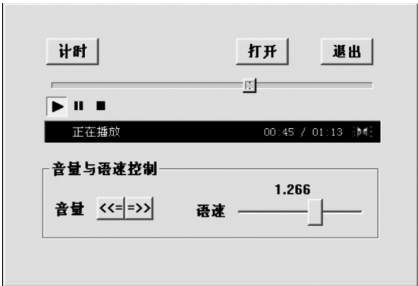 计时 打开 退出
正在播放 00:45 / 01:13
音量与语速控制
1.266
音量 <<= =>> 语速